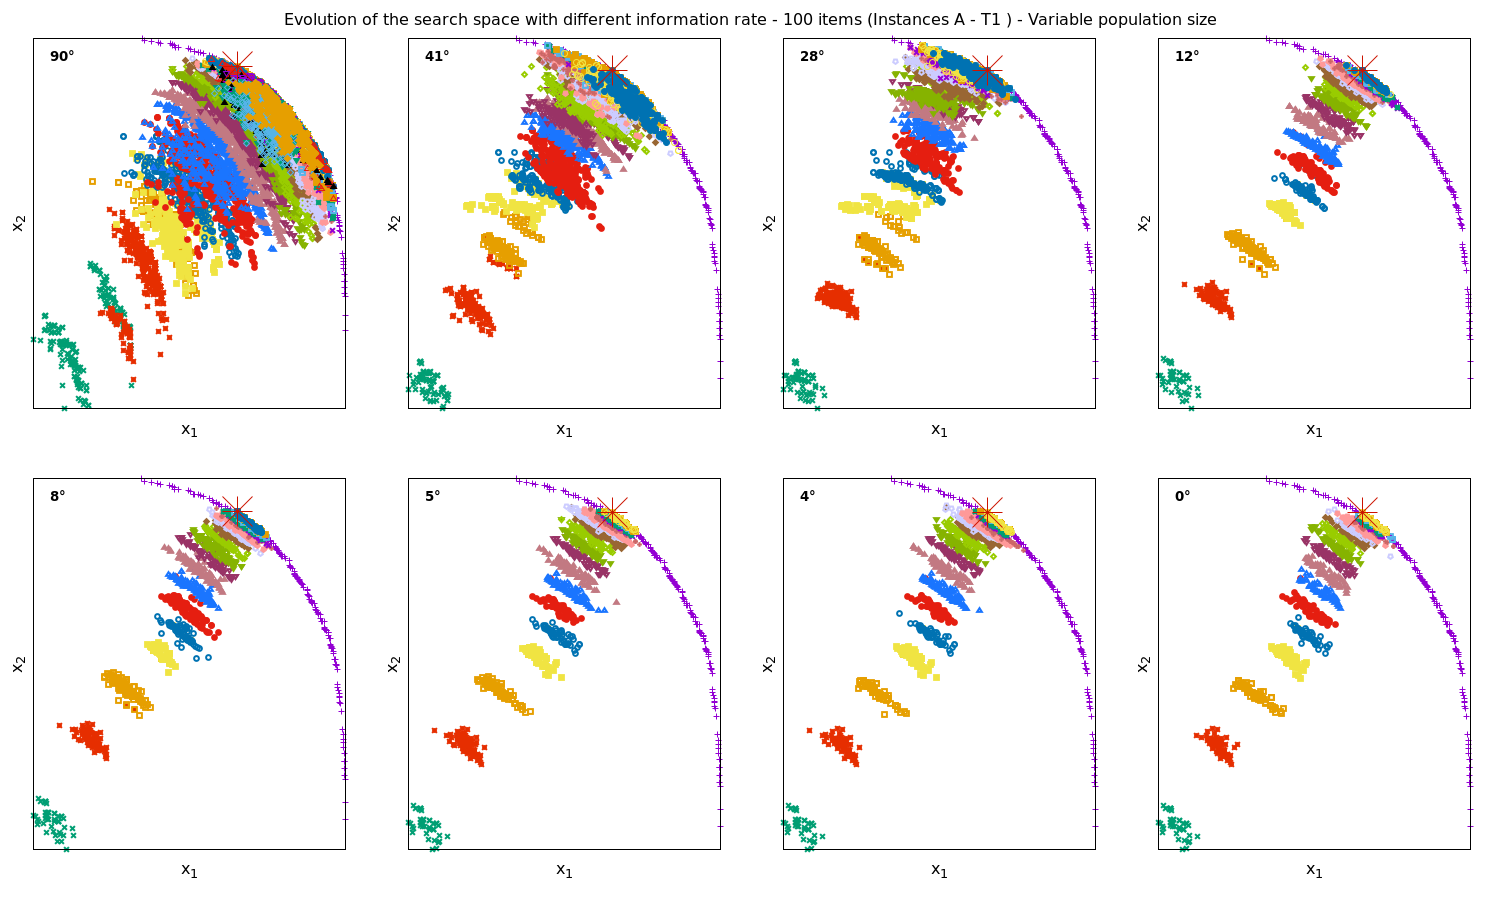 Evolution of the search space with different information rate - 100 items (Instances A - T1 ) - Variable population size
90°
41°
28°
12°
x₂
x₂
x₂
x₂
x₁
x₁
x₁
x₁
8°
5°
4°
0°
x₂
x₂
x₂
x₂
x₁
x₁
x₁
x₁